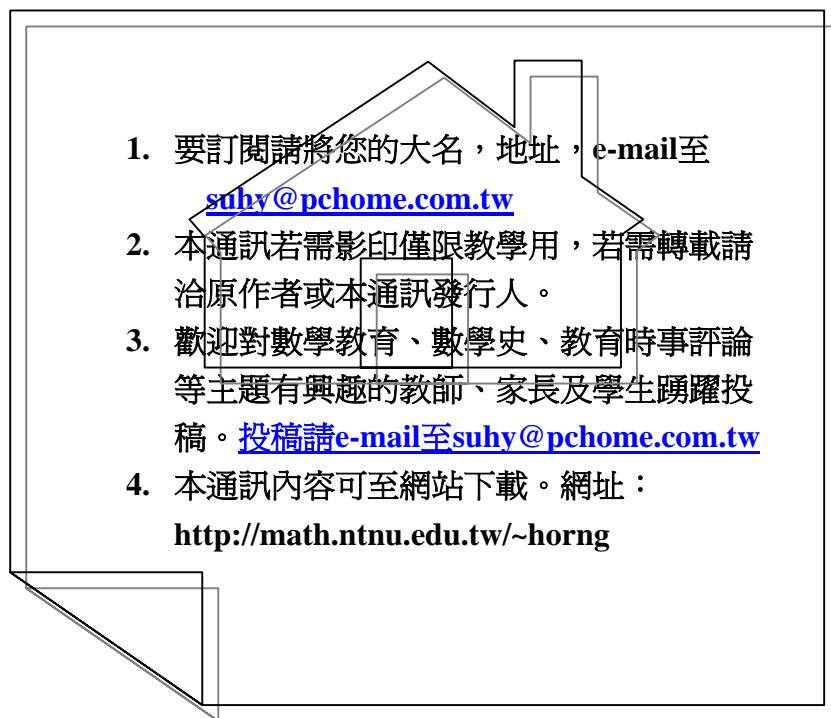 1. 要訂閱請將您的大名，地址，e-mail至
suhy@pchome.com.tw
2. 本通訊若需影印僅限教學用，若需轉載請
洽原作者或本通訊發行人。
3. 歡迎對數學教育、數學史、教育時事評論
等主題有興趣的教師、家長及學生踴躍投
稿。投稿請e-mail至suhy@pchome.com.tw
4. 本通訊內容可至網站下載。網址：
http://math.ntnu.edu.tw/~horng